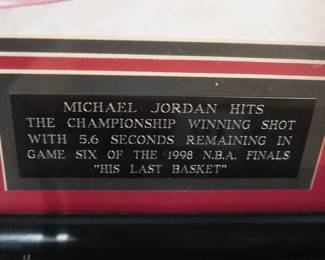 MICHAEL JORDAN HITS
THE CHAMPIONSHIP WINNING SHOT
WITH 5.6 SECONDS REMAINING IN
GAME SIX OF THE 1998 N.B.A. FINALS
"HIS LAST BASKET"